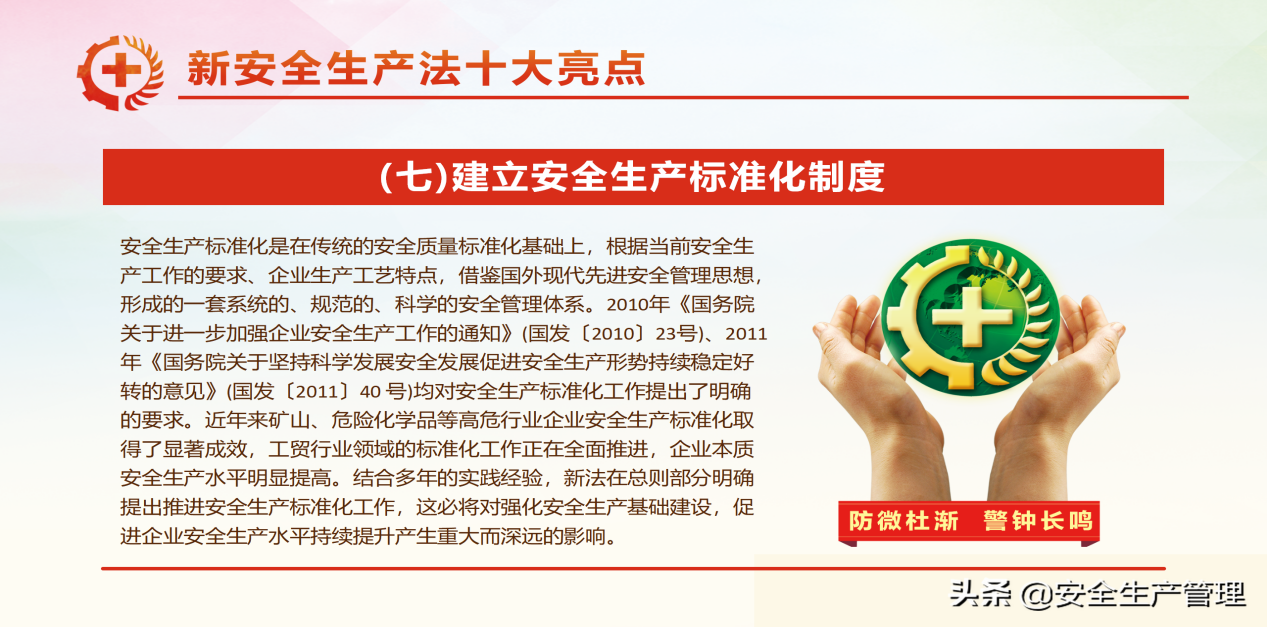 新安全生产法十大亮点
(七)建立安全生产标准化制度
安全生产标准化是在传统的安全质量标准化基础上，根据当前安全生
产工作的要求、企业生产工艺特点，借鉴国外现代先进安全管理思想，
形成的一套系统的、规范的、科学的安全管理体系。2010年《国务院
关于进一步加强企业安全生产工作的通知》(国发〔2010〕23号)、2011
年《国务院关于坚持科学发展安全发展促进安全生产形势持续稳定好
转的意见》(国发〔2011〕40 号)均对安全生产标准化工作提出了明确
的要求。近年来矿山、危险化学品等高危行业企业安全生产标准化取
得了显著成效，工贸行业领域的标准化工作正在全面推进，企业本质
安全生产水平明显提高。结合多年的实践经验，新法在总则部分明确
提出推进安全生产标准化工作，这必将对强化安全生产基础建设，促
进企业安全生产水平持续提升产生重大而深远的影响。
防微杜渐 警钟长鸣
头条 @安全生产管理